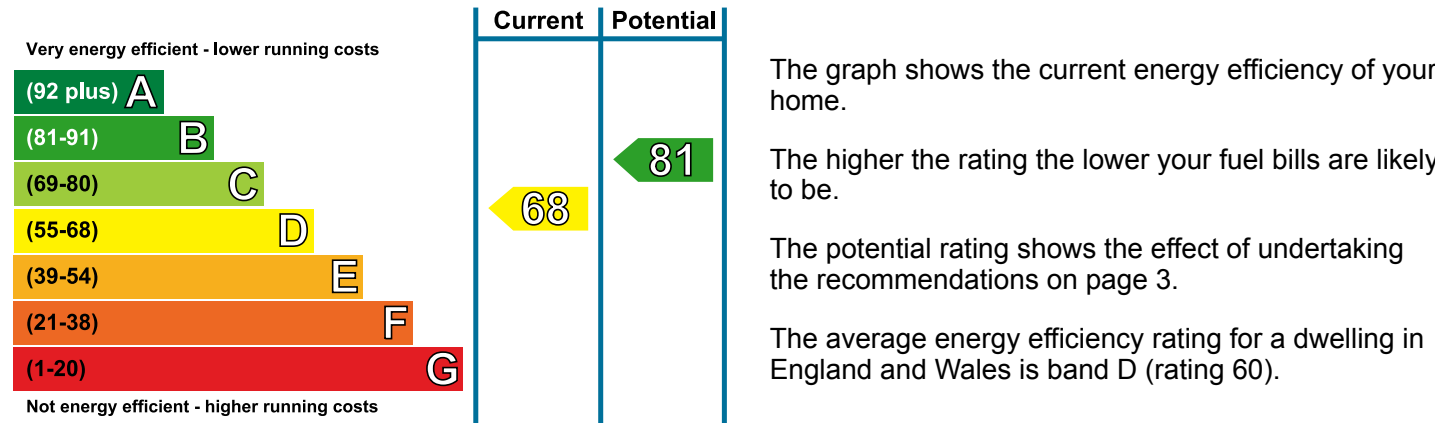 Current Potential
Very energy efficient - lower running costs
(92 plus) A
(81-91) B
(69-80) C
(55-68) D
(39-54) E
(21-38) F
(1-20) G
Not energy efficient - higher running costs
68
81
The graph shows the current energy efficiency of your
home.
The higher the rating the lower your fuel bills are likely
to be.
The potential rating shows the effect of undertaking
the recommendations on page 3.
The average energy efficiency rating for a dwelling in
England and Wales is band D (rating 60).